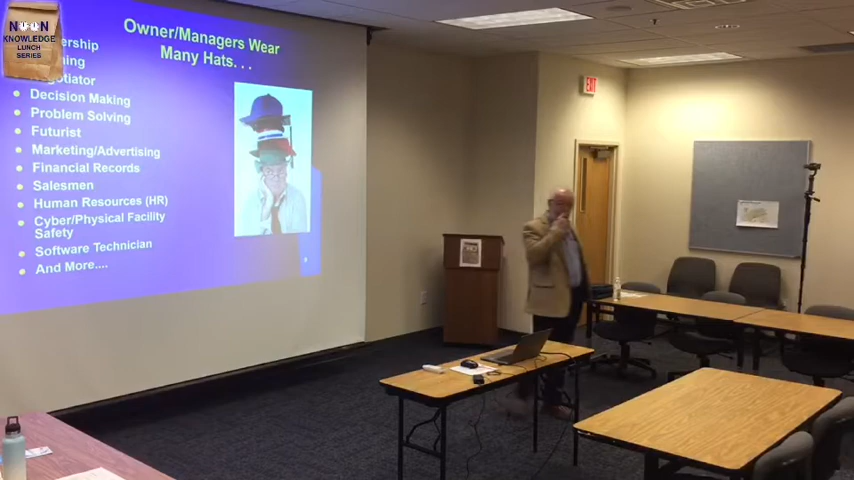 NOON
KNOWLEDGE
LUNCH
SERIES
Owner/Managers Wear
Many Hats. . .
Decision Making
Problem Solving
Futurist
Marketing/Advertising
Financial Records
Salesmen
Human Resources (HR)
Cyber/Physical Facility
Safety
Software Technician
And More....
EXIT